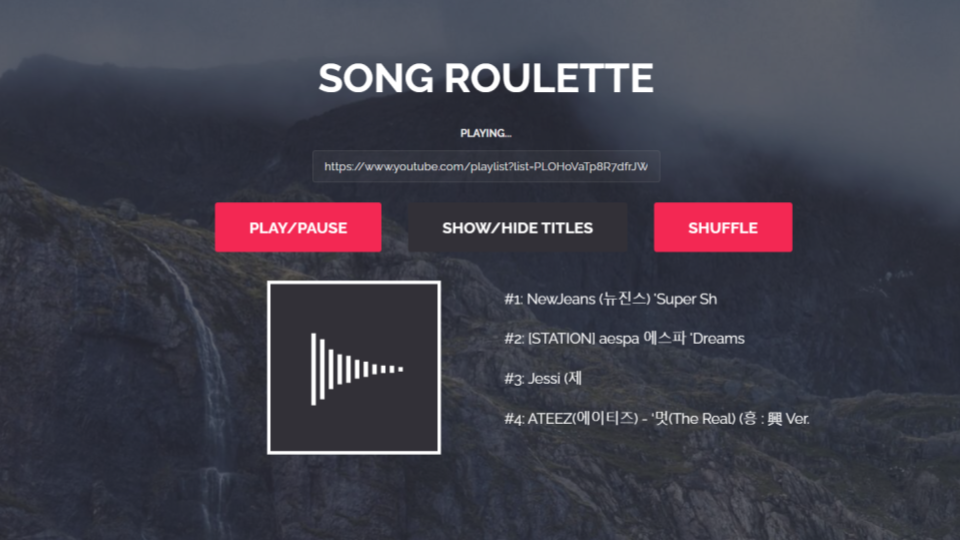 SONG ROULETTE
PLAYING...
https://www.youtube.com/playlist?list=PLOHoVaTp8R7dfrJW
PLAY/PAUSE
SHOW/HIDE TITLES
SHUFFLE
#1: NewJeans (뉴진스) 'Super Sh
#2: [STATION] aespa 에스파 'Dreams
#3: Jessi (제
#4: ATEEZ(에이티즈) - '멋(The Real) (흥 : 興 Ver.